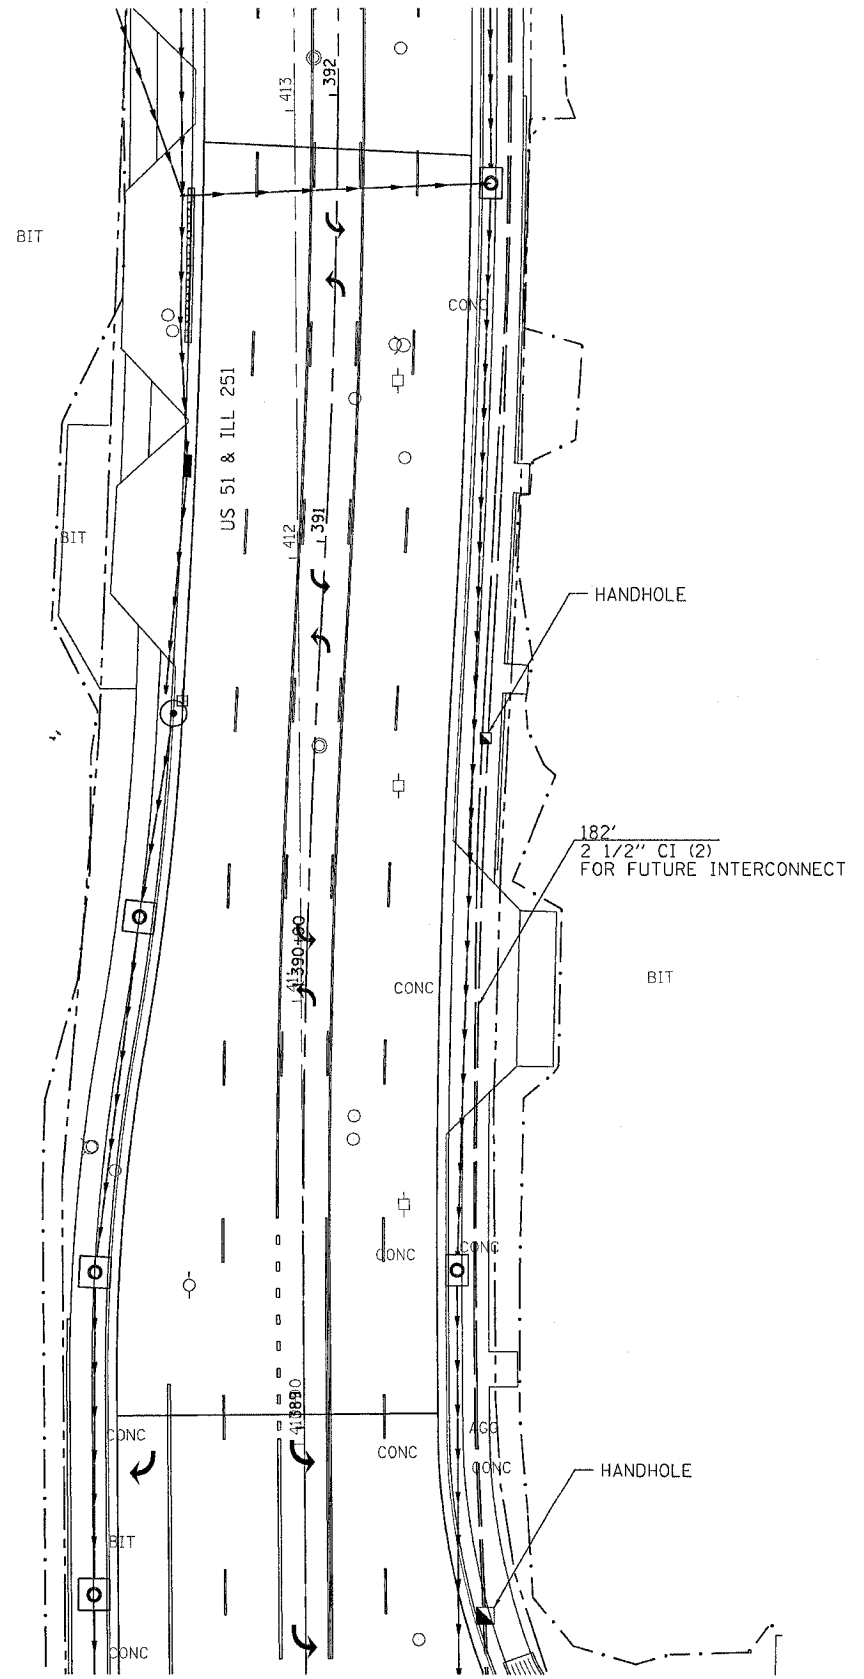 413
392
BIT
CONC
US 51 & ILL 251
391
412
BIT
HANDHOLE
182'
2 1/2" CI (2)
FOR FUTURE INTERCONNECT
CONC
BIT
CONC
CONC
CONC
AGG
CONC
CONC
HANDHOLE
BIT
CONC